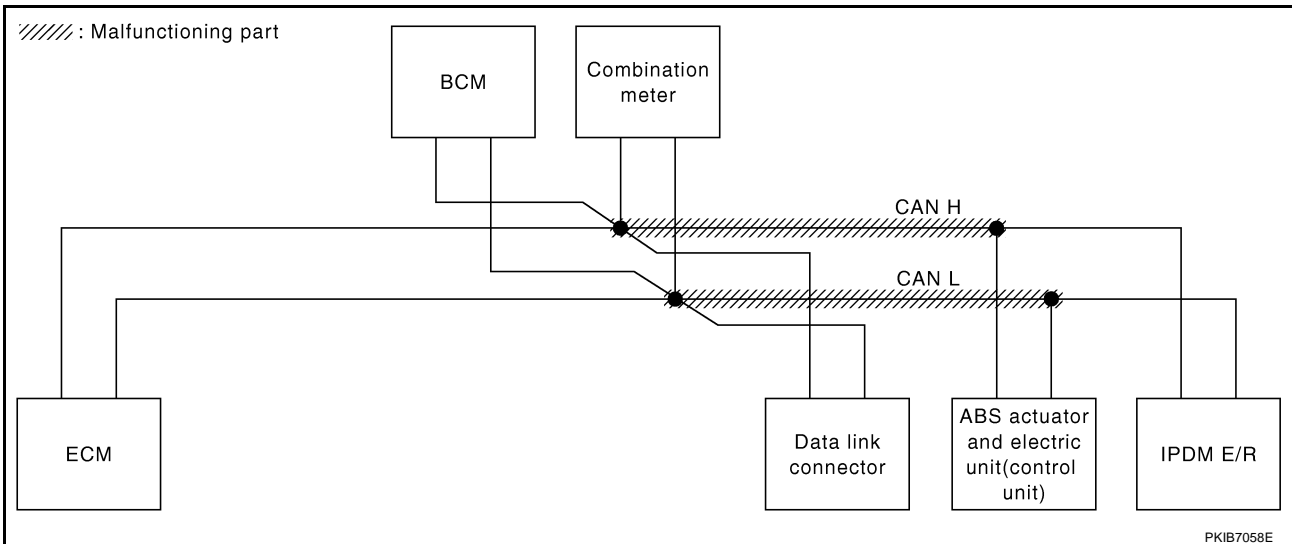 : Malfunctioning part
BCM
Combination
meter
CAN H
CAN L
ECM
Data link
connector
ABS actuator
and electric
unit(control
unit)
IPDM E/R
PKIB7058E